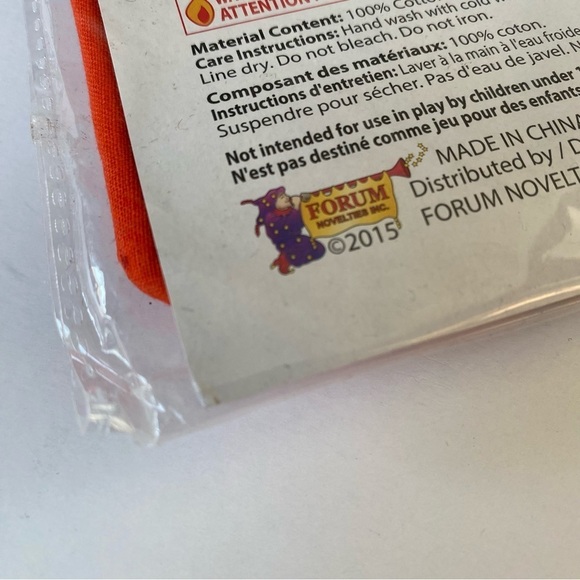 ATTENTION
Material Content: 100% Cotto
Care Instructions: Hand wash with cold w
Line dry. Do not bleach. Do not iron.
Composant des matériaux: 100% coton.
Instructions d'entretien: Laver à la main à l'eau froide
Suspendre pour sécher. Pas d'eau de javel. N
Not intended for use in play by children under 1
N'est pas destiné comme jeu pour des enfants
MADE IN CHINA
Distributed by / D
FORUM NOVELT
FORUM
NOVELTIES INC.
©2015